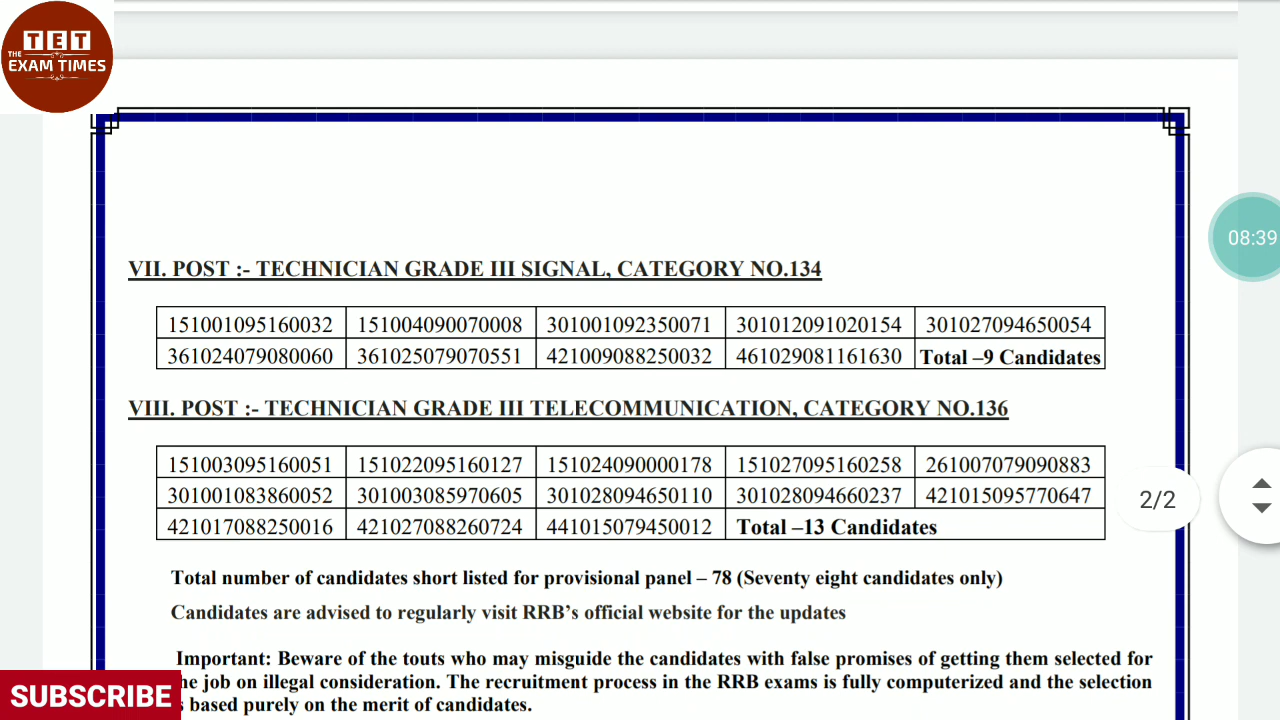 TET
THE
EXAM TIMES
08:39
VII. POST :- TECHNICIAN GRADE III SIGNAL, CATEGORY NO.134
151001095160032 151004090070008 301001092350071 301012091020154 301027094650054
361024079080060 361025079070551 421009088250032 461029081161630 Total –9 Candidates
VIII. POST :- TECHNICIAN GRADE III TELECOMMUNICATION, CATEGORY NO.136
151003095160051 151022095160127 151024090000178 151027095160258 261007079090883
301001083860052 301003085970605 301028094650110 301028094660237 421015095770647
2/2
421017088250016 421027088260724 441015079450012 Total –13 Candidates
Total number of candidates short listed for provisional panel – 78 (Seventy eight candidates only)
Candidates are advised to regularly visit RRB's official website for the updates
Important: Beware of the touts who may misguide the candidates with false promises of getting them selected for
job on illegal consideration. The recruitment process in the RRB exams is fully computerized and the selection
based purely on the merit of candidates.
SUBSCRIBE